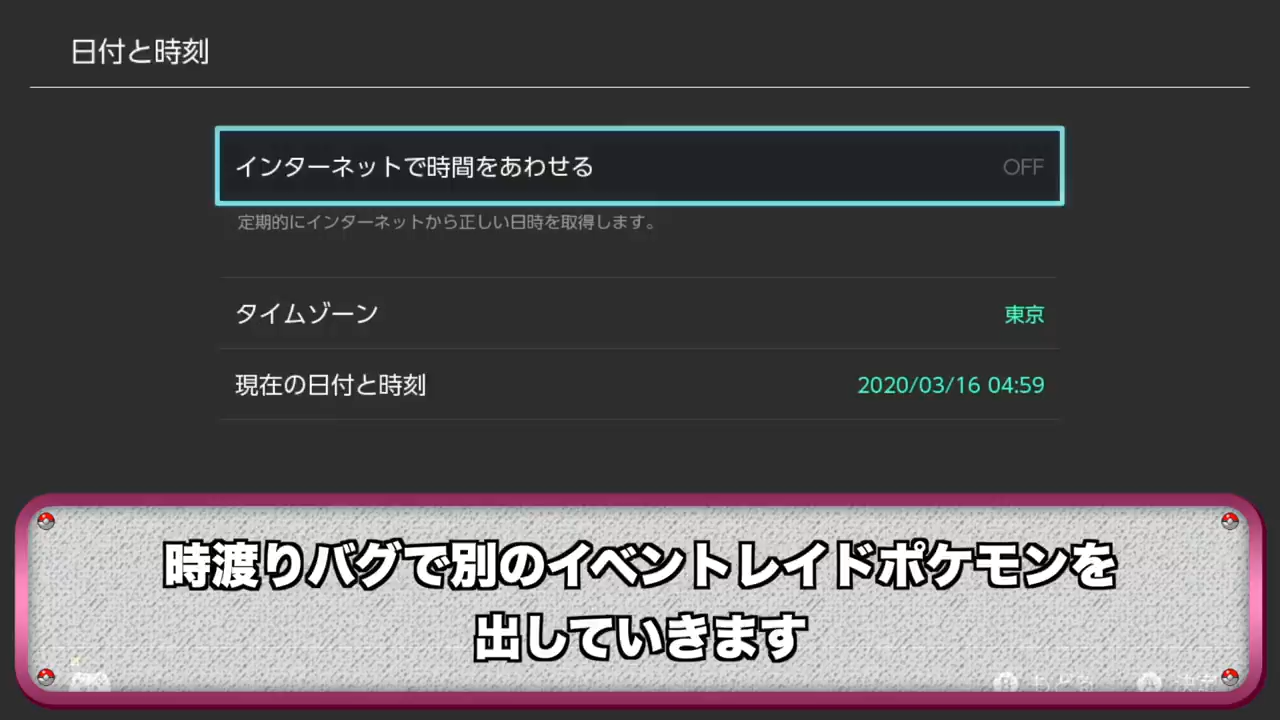 日付と時刻
インターネットで時間をあわせる OFF
定期的にインターネットから正しい日時を取得します。
タイムゾーン 東京
現在の日付と時刻 2020/03/16 04:59
時渡りバグで別のイベントレイドポケモンを
出していきます